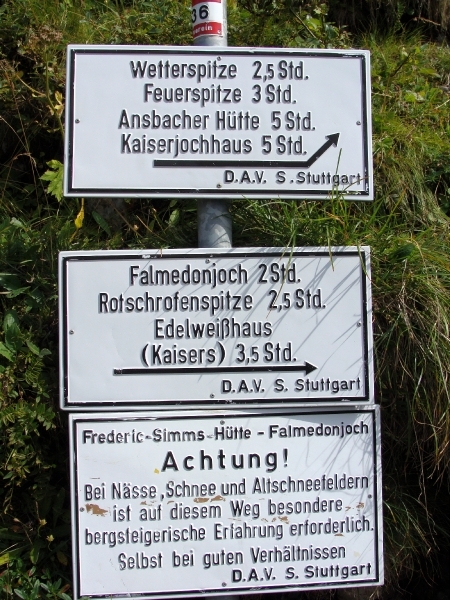 36
Wetterspitze 2,5 Std.
Feuerspitze 3 Std.
Ansbacher Hütte 5 Std.
Kaiserjochhaus 5 Std.
D.A.V. S. Stuttgart
Falmedonjoch 2 Std.
Rotschrofenspitze 2,5 Std.
Edelweißhaus
(Kaisers) 3,5 Std.
D.A.V. S. Stuttgart
Frederic-Simms-Hütte - Falmedonjoch
Achtung!
Bei Nässe, Schnee und Altschneefeldern
ist auf diesem Weg besondere
bergsteigerische Erfahrung erforderlich.
Selbst bei guten Verhältnissen
D.A.V. S. Stuttgart